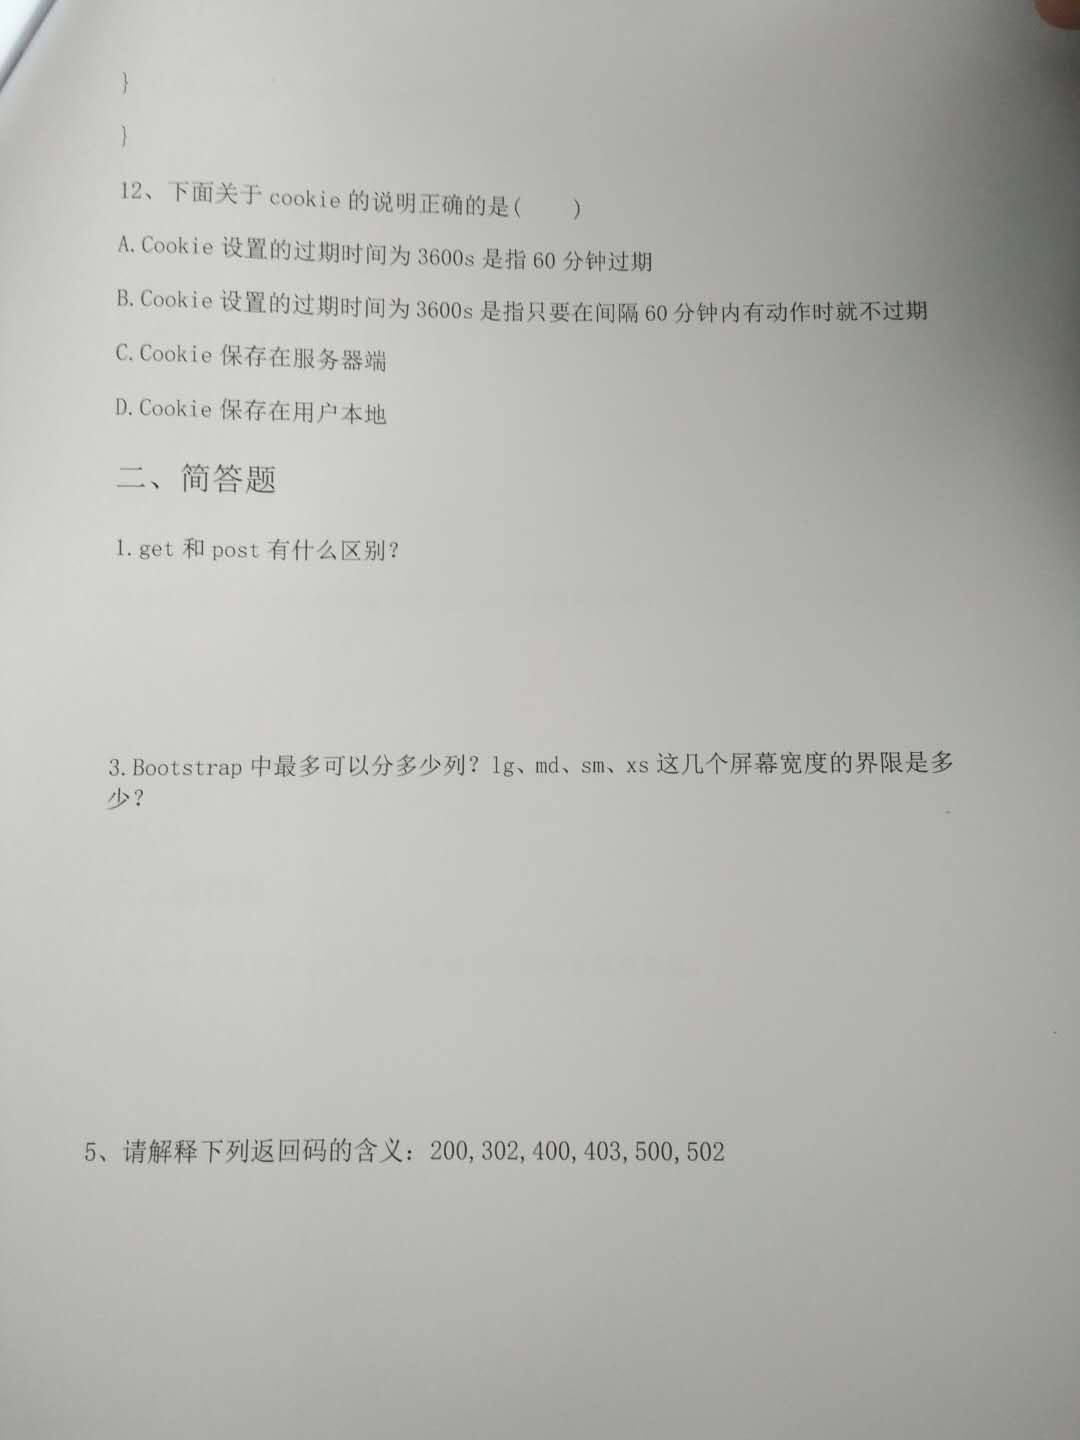 }
}
12、下面关于 cookie 的说明正确的是(　　)
A.Cookie 设置的过期时间为 3600s 是指 60 分钟过期
B.Cookie 设置的过期时间为 3600s 是指只要在间隔 60 分钟内有动作时就不过期
C.Cookie 保存在服务器端
D.Cookie 保存在用户本地
二、简答题
1.get 和 post 有什么区别？
3.Bootstrap 中最多可以分多少列？lg、md、sm、xs 这几个屏幕宽度的界限是多
少？
5、请解释下列返回码的含义：200,302,400,403,500,502